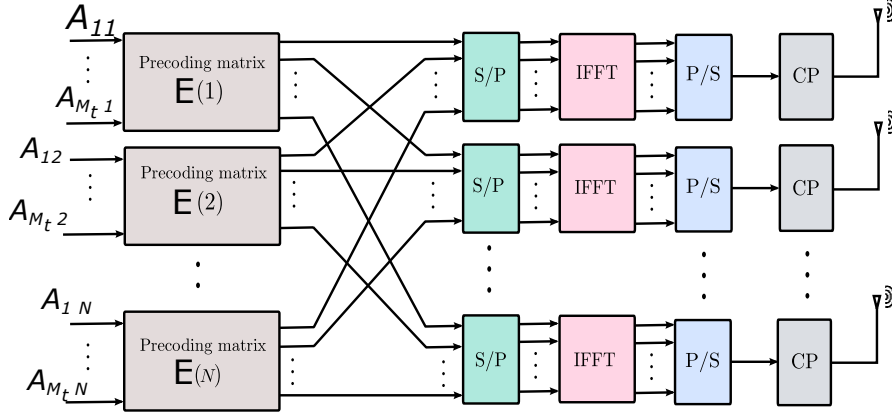 A11
Precoding matrix
E(1)
AMt 1
S/P
IFFT
P/S
CP
A12
Precoding matrix
E(2)
AMt 2
S/P
IFFT
P/S
CP
A1 N
Precoding matrix
E(N)
AMt N
S/P
IFFT
P/S
CP